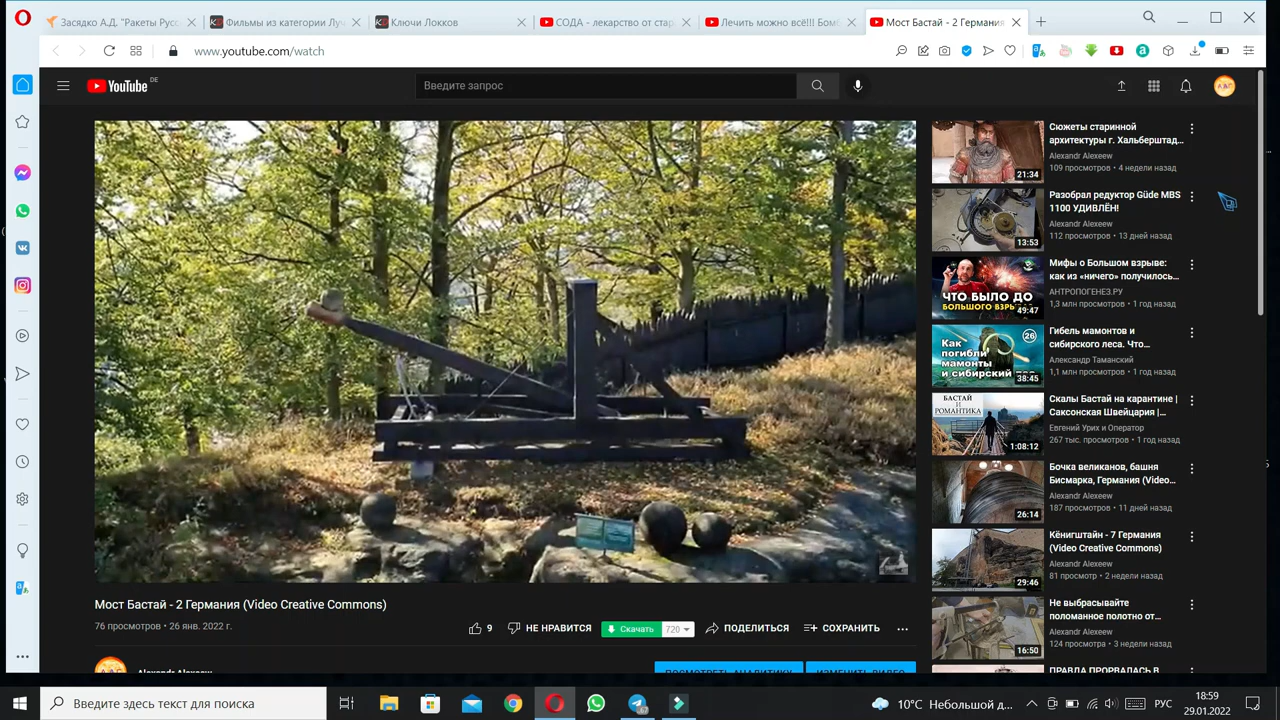 Засядко А.Д. "Ракеты Русс
Фильмы из категории Луч
Ключи Локков
СОДА - лекарство от стар
Лечить можно всё!!! Бомб
Мост Бастай - 2 Германия
www.youtube.com/watch
YouTube DE
Введите запрос
Сюжеты старинной
архитектуры г. Хальберштад...
Alexandr Alexeew
109 просмотров • 4 недели назад
21:34
Разобрал редуктор Güde MBS
1100 УДИВЛЁН!
Alexandr Alexeew
112 просмотров • 13 дней назад
13:53
Мифы о Большом взрыве:
как из «ничего» получилось...
АНТРОПОГЕНЕЗ.РУ
1,3 млн просмотров • 1 год назад
ЧТО БЫЛО ДО
БОЛЬШОГО ВЗРЫ
49:47
Гибель мамонтов и
сибирского леса. Что...
Александр Таманский
1,1 млн просмотров • 1 год назад
26
Как
погибли
мамонты
и сибирский
38:45
Скалы Бастай на карантине |
Саксонская Швейцария |...
Евгений Урих и Оператор
267 тыс. просмотров • 1 год назад
БАСТАЙ
И
РОМАНТИКА
1:08:12
Бочка великанов, башня
Бисмарка, Германия (Video...
Alexandr Alexeew
187 просмотров • 11 дней назад
26:14
Кёнигштайн - 7 Германия
(Video Creative Commons)
Alexandr Alexeew
81 просмотр • 2 недели назад
29:46
Не выбрасывайте
поломанное полотно от...
Alexandr Alexeew
124 просмотра • 3 недели назад
16:50
ПРАВДА ПРОРВАЛАСЬ В
Мост Бастай - 2 Германия (Video Creative Commons)
76 просмотров • 26 янв. 2022 г.
9
НЕ НРАВИТСЯ
Скачать
720
ПОДЕЛИТЬСЯ
СОХРАНИТЬ
Alexandr Alexeew
ПОСМОТРЕТЬ АНАЛИТИКУ
ИЗМЕНИТЬ ВИДЕО
Введите здесь текст для поиска
10°C Небольшой д...
РУС
18:59
29.01.2022